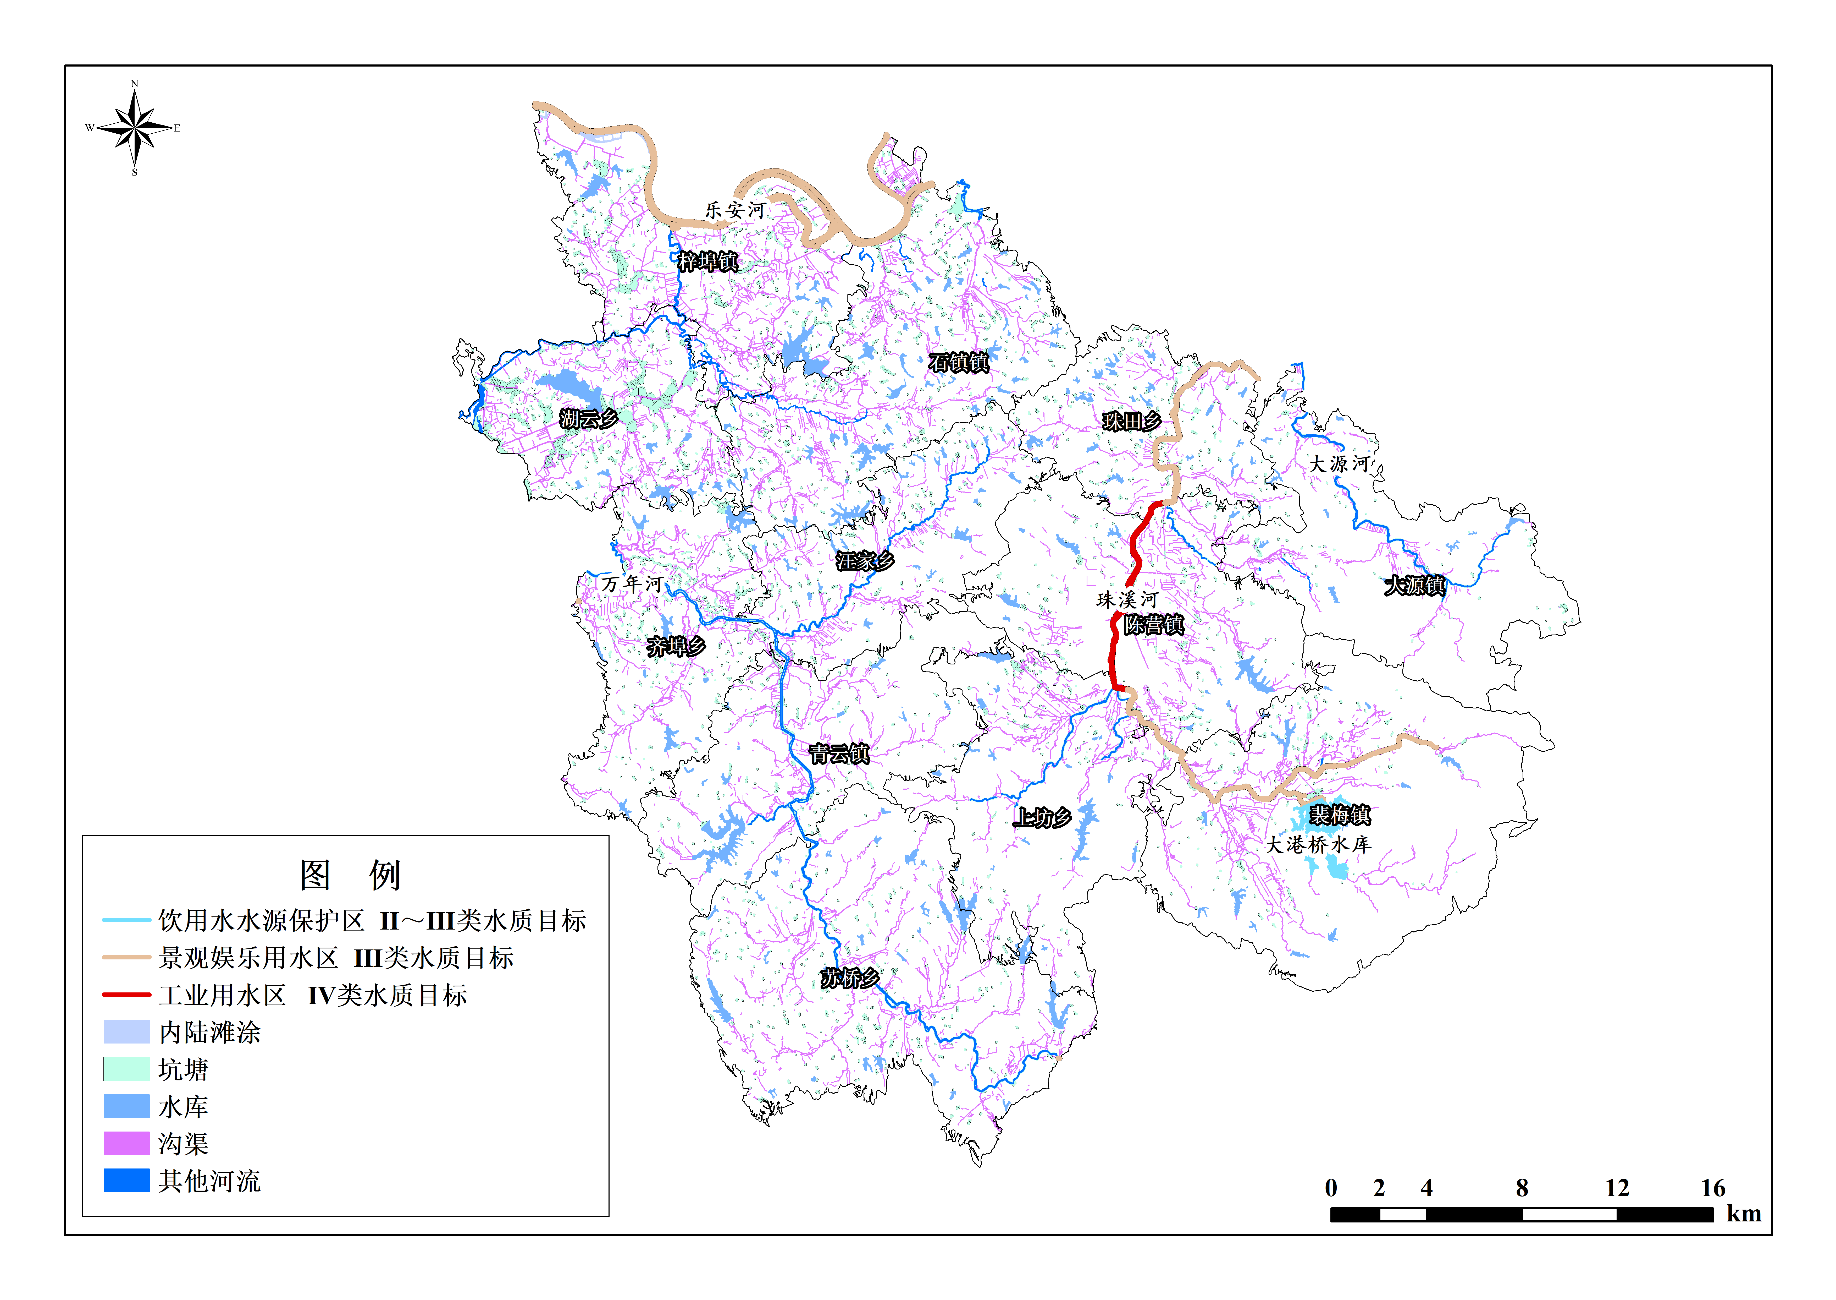 N
W E
S
乐安河
梓埠镇
石镇镇
湖云乡
珠田乡
大源河
汪家乡
万年河
大源镇
珠溪河
陈营镇
齐埠乡
青云镇
上坊乡
裴梅镇
大港桥水库
苏桥乡
图 例
饮用水水源保护区 II～III类水质目标
景观娱乐用水区 III类水质目标
工业用水区 IV类水质目标
内陆滩涂
坑塘
水库
沟渠
其他河流
0 2 4 8 12 16
km